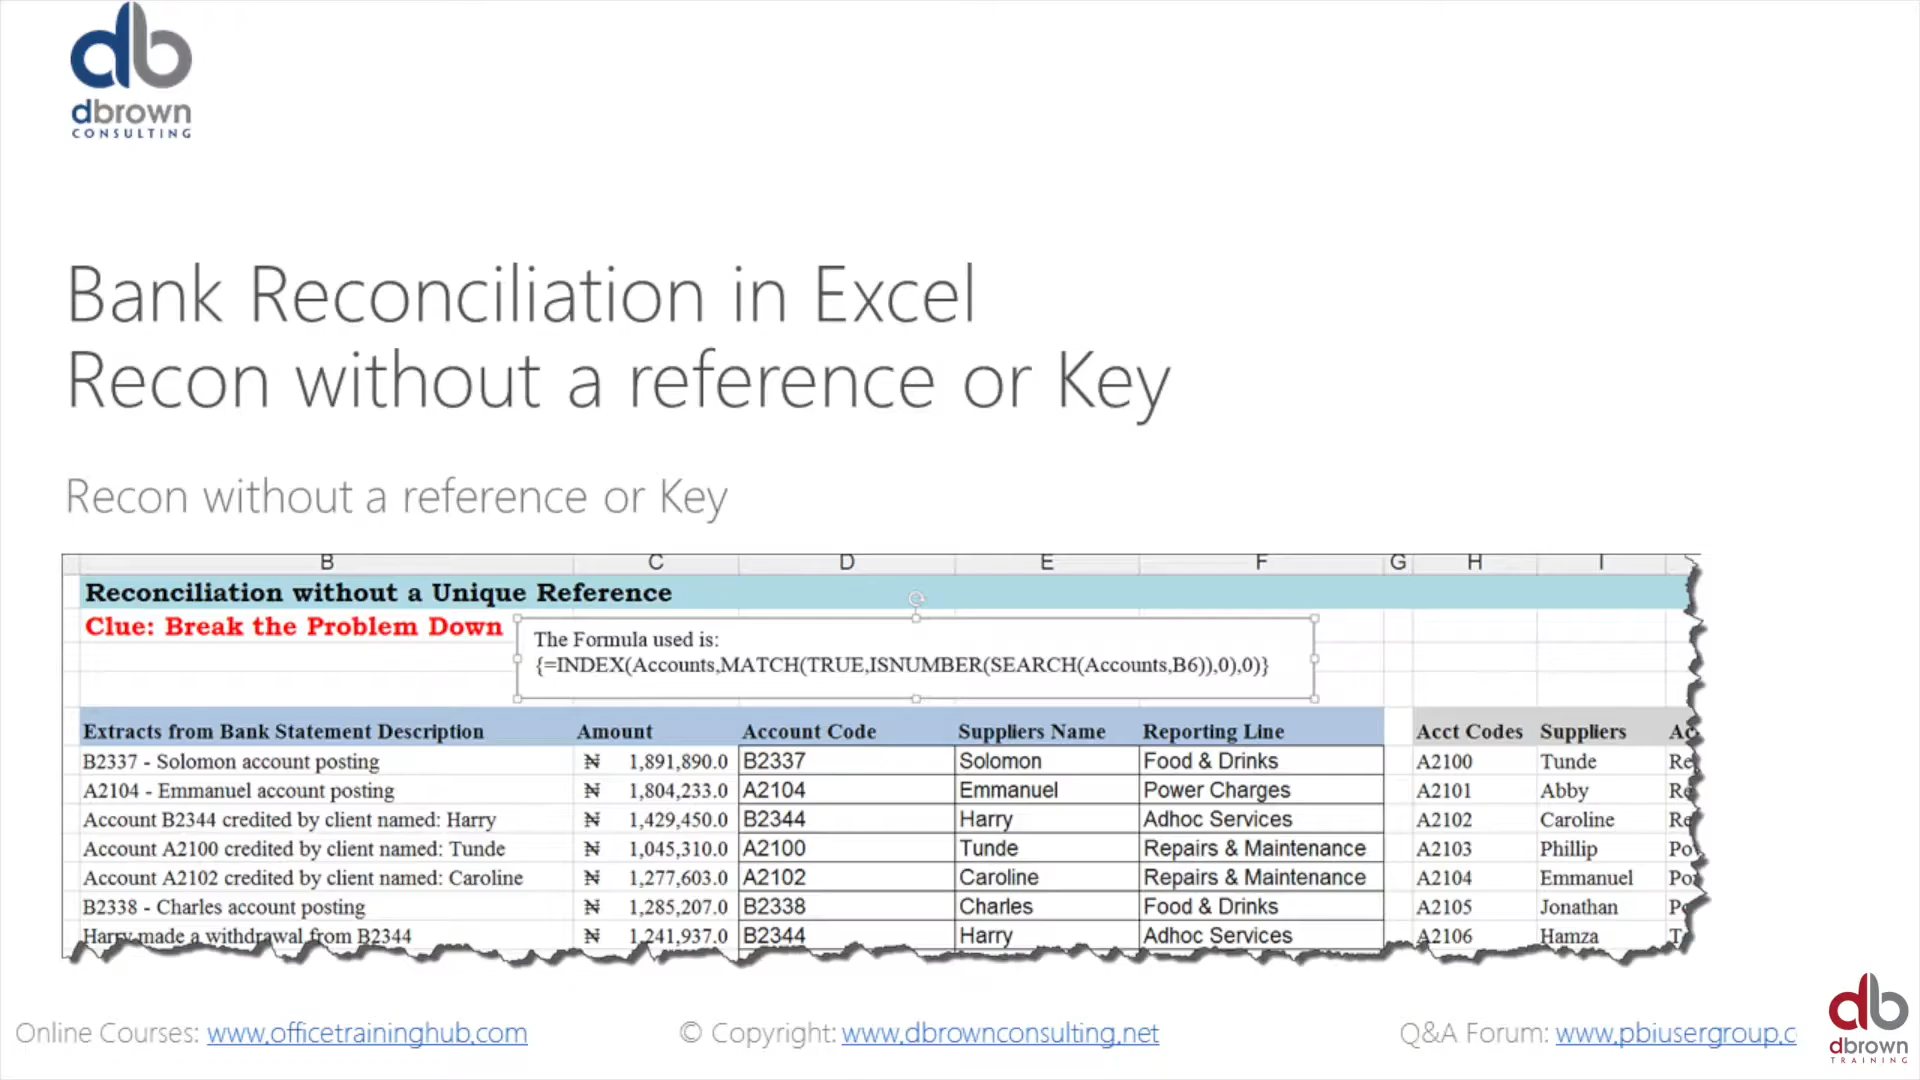 db
dbrown
CONSULTING
Bank Reconciliation in Excel
Recon without a reference or Key
Recon without a reference or Key
B C D E F G H I
Reconciliation without a Unique Reference
Clue: Break the Problem Down
The Formula used is:
{=INDEX(Accounts,MATCH(TRUE,ISNUMBER(SEARCH(Accounts,B6)),0),0)}
Extracts from Bank Statement Description Amount Account Code Suppliers Name Reporting Line Acct Codes Suppliers
B2337 - Solomon account posting ₦ 1,891,890.0 B2337 Solomon Food & Drinks A2100 Tunde
A2104 - Emmanuel account posting ₦ 1,804,233.0 A2104 Emmanuel Power Charges A2101 Abby
Account B2344 credited by client named: Harry ₦ 1,429,450.0 B2344 Harry Adhoc Services A2102 Caroline
Account A2100 credited by client named: Tunde ₦ 1,045,310.0 A2100 Tunde Repairs & Maintenance A2103 Phillip
Account A2102 credited by client named: Caroline ₦ 1,277,603.0 A2102 Caroline Repairs & Maintenance A2104 Emmanuel
B2338 - Charles account posting ₦ 1,285,207.0 B2338 Charles Food & Drinks A2105 Jonathan
Harry made a withdrawal from B2344 ₦ 1,241,937.0 B2344 Harry Adhoc Services A2106 Hamza
Online Courses: www.officetraininghub.com © Copyright: www.dbrownconsulting.net Q&A Forum: www.pbiusergroup.c
db
dbrown
TRAINING